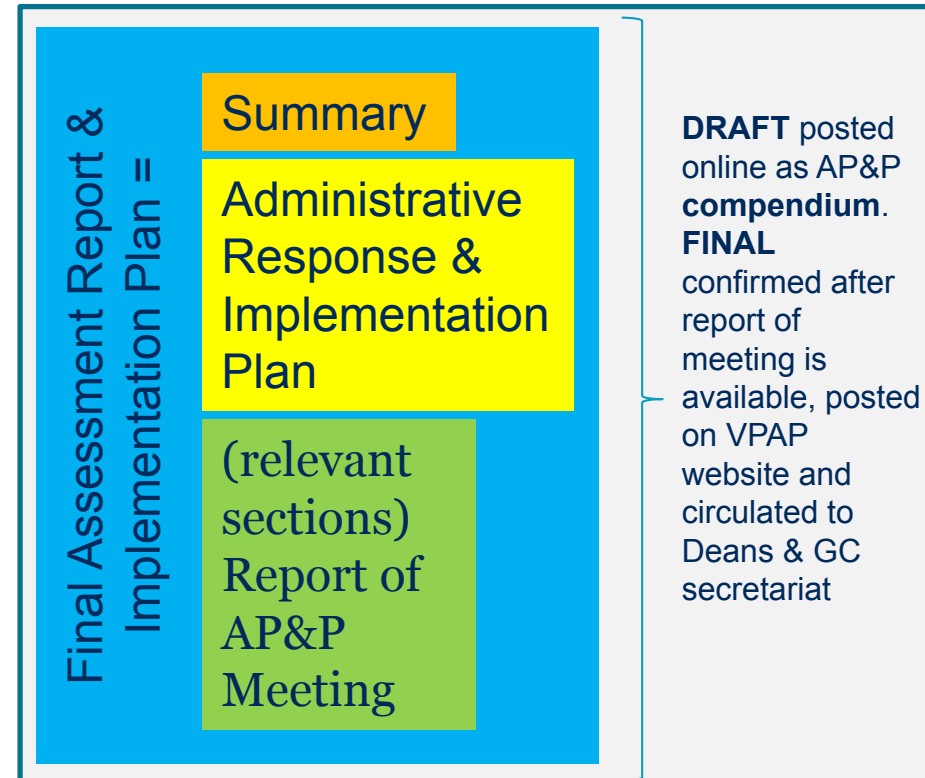 Final Assessment Report &
Implementation Plan =
Summary
Administrative
Response &
Implementation
Plan
(relevant
sections)
Report of
AP&P
Meeting
DRAFT posted
online as AP&P
compendium.
FINAL
confirmed after
report of
meeting is
available, posted
on VPAP
website and
circulated to
Deans & GC
secretariat